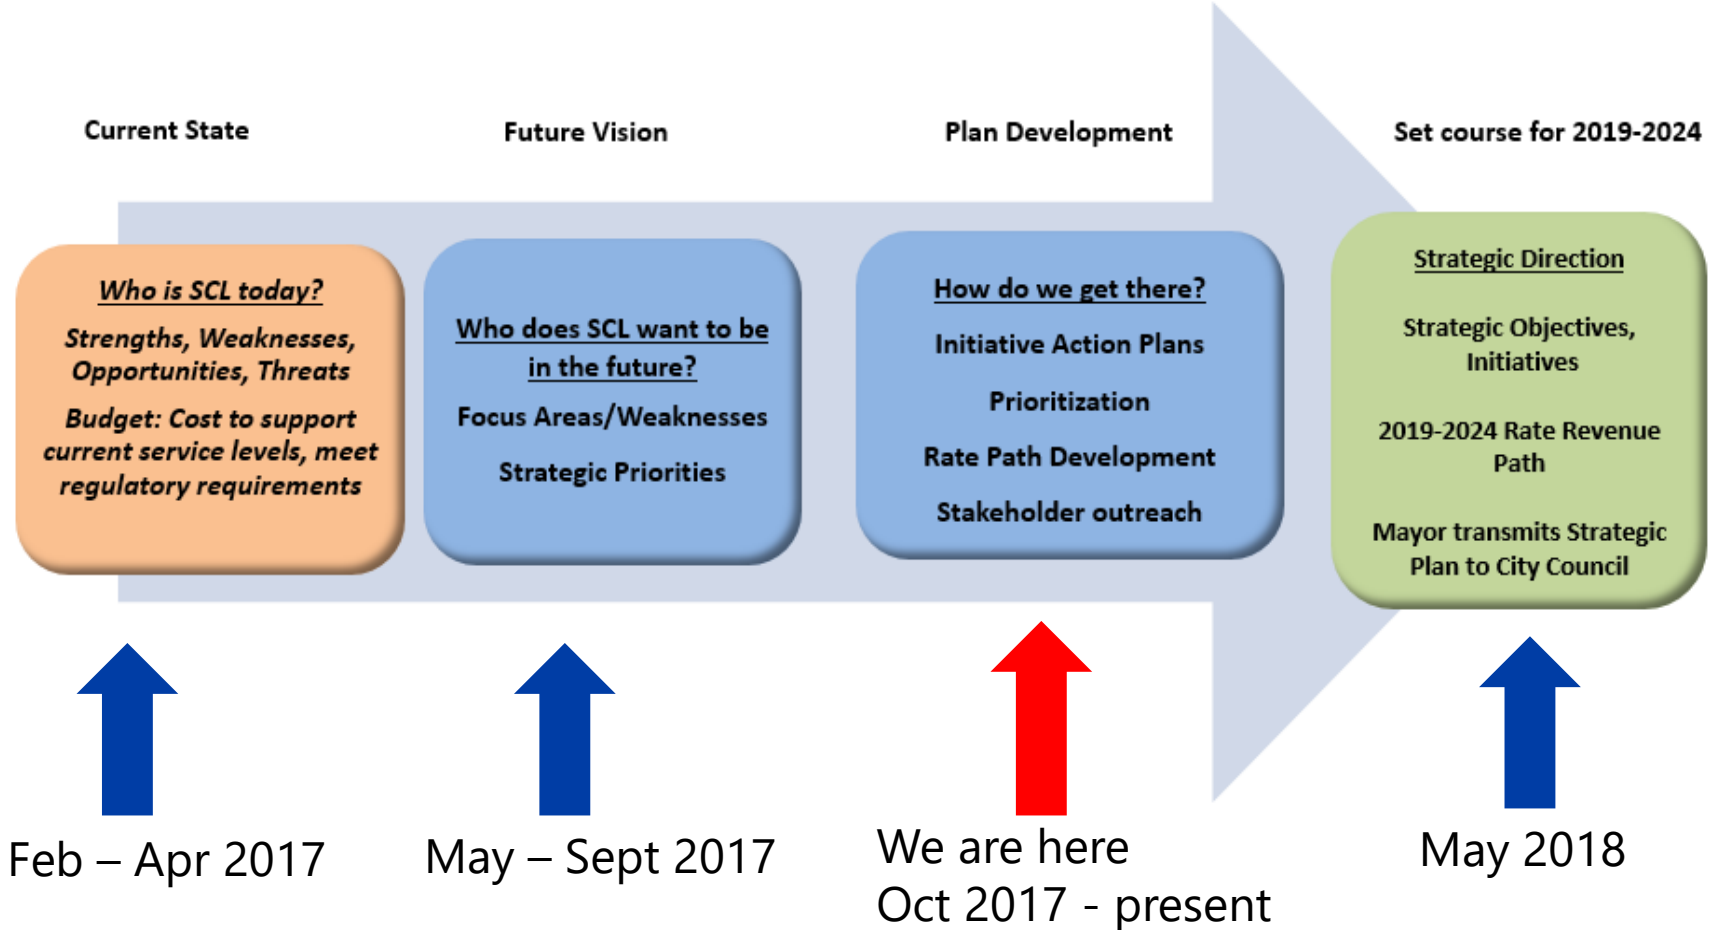 Current State
Future Vision
Plan Development
Set course for 2019-2024
Who is SCL today?
Strengths, Weaknesses,
Opportunities, Threats
Budget: Cost to support
current service levels, meet
regulatory requirements
Who does SCL want to be
in the future?
Focus Areas/Weaknesses
Strategic Priorities
How do we get there?
Initiative Action Plans
Prioritization
Rate Path Development
Stakeholder outreach
Strategic Direction
Strategic Objectives,
Initiatives
2019-2024 Rate Revenue
Path
Mayor transmits Strategic
Plan to City Council
Feb – Apr 2017
May – Sept 2017
We are here
Oct 2017 - present
May 2018